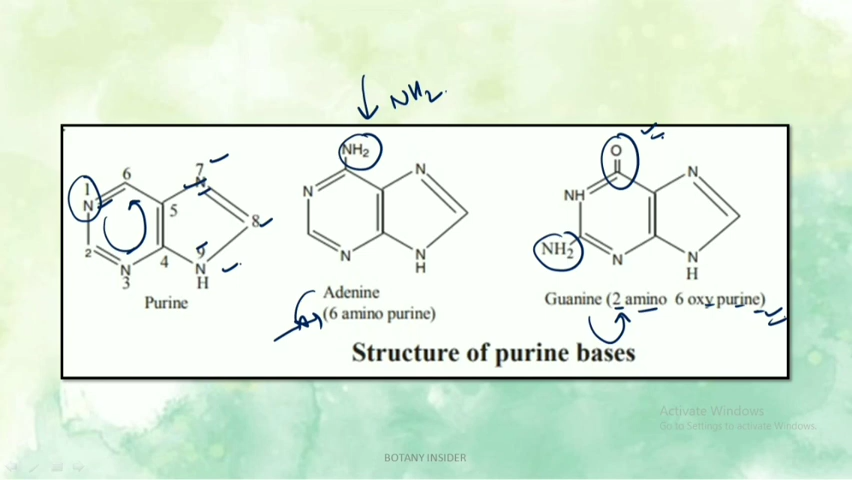 NH2
1
N
6
7
N
5
8
2
N
3
4
9
N
H
Purine
NH2
N
N
N
N
H
Adenine
(6 amino purine)
O
NH
N
NH2
N
N
H
Guanine (2 amino 6 oxy purine)
Structure of purine bases
Activate Windows
Go to Settings to activate Windows.
BOTANY INSIDER